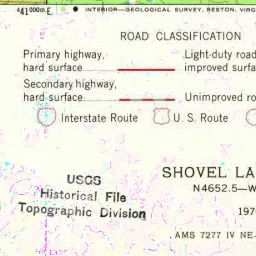 41000m E. INTERIOR—GEOLOGICAL SURVEY, RESTON, VIRG
ROAD CLASSIFICATION
Primary highway, Light-duty road
hard surface improved surfa
Secondary highway,
hard surface Unimproved ro
Interstate Route U. S. Route
SHOVEL LA
N4652.5—W
USGS
Historical File
Topographic Division
197
AMS 7277 IV NE-